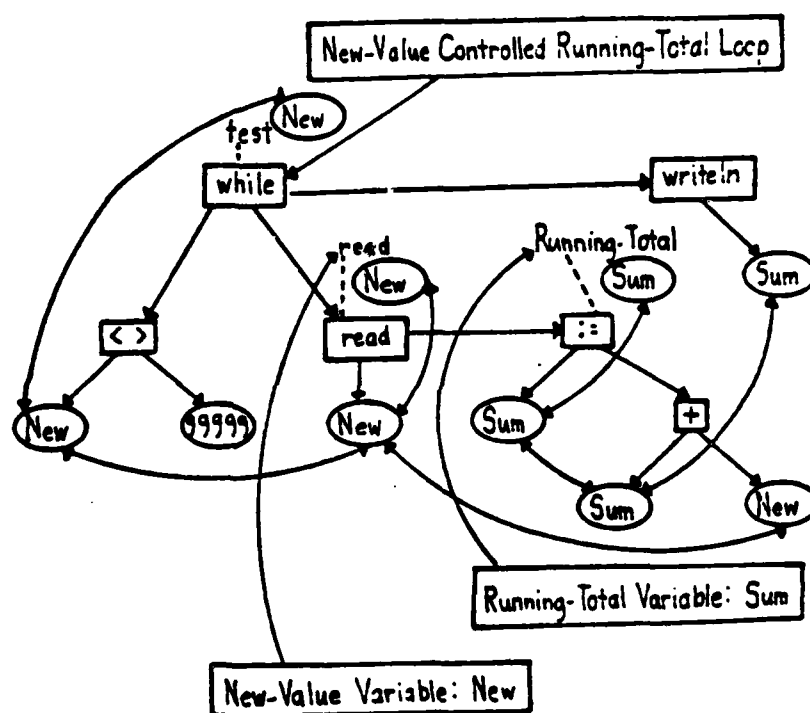 New-Value Controlled Running-Total Loop
New
test
while
writeln
read
Running-Total
New
Sum
Sum
< >
read
:=
New
99999
New
Sum
+
Sum
New
Running-Total Variable: Sum
New-Value Variable: New